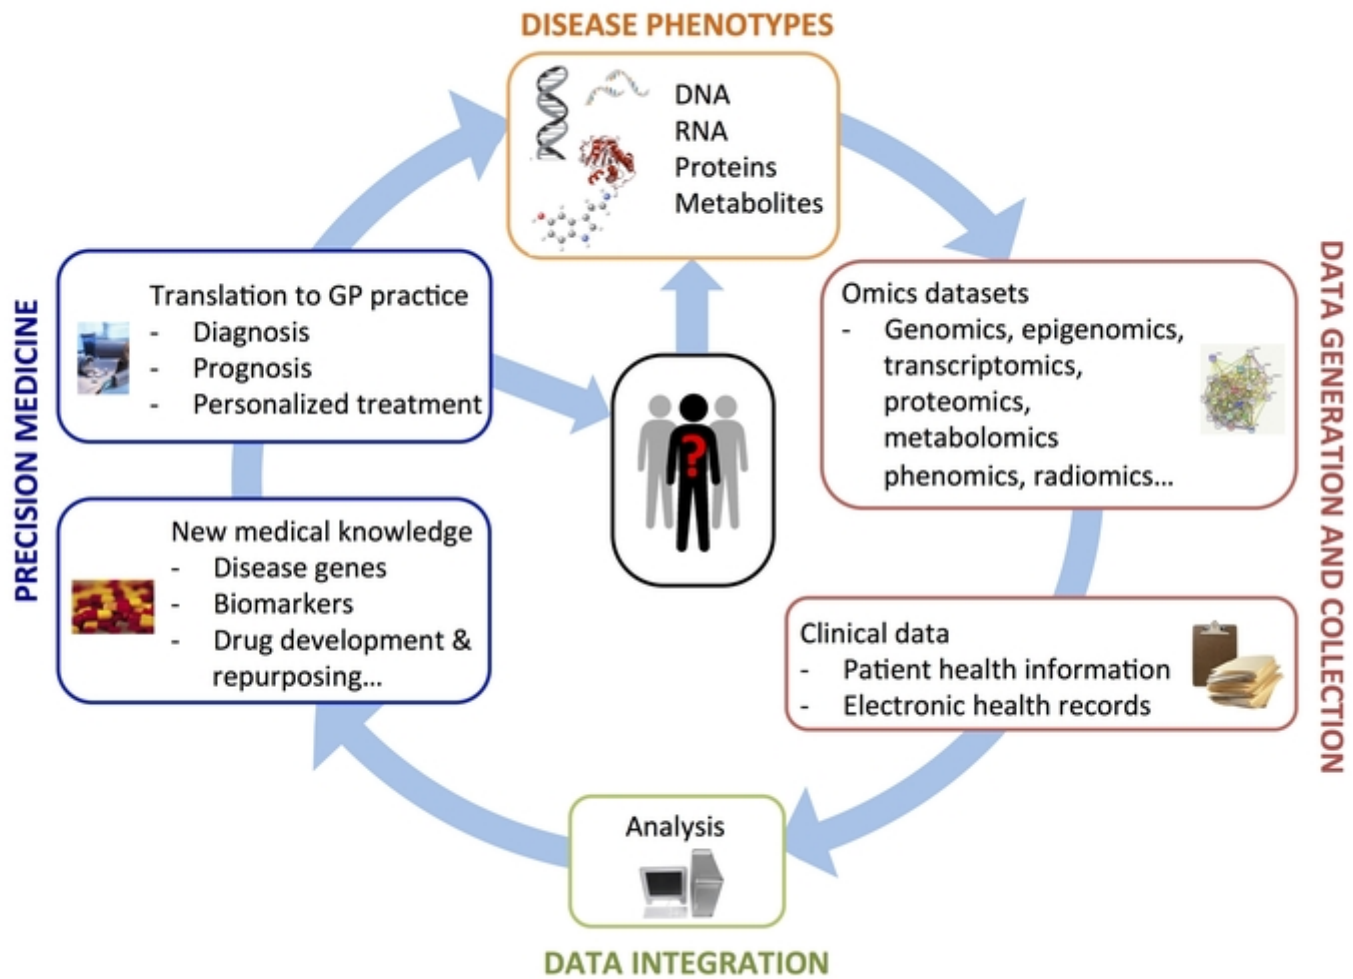 DISEASE PHENOTYPES
DNA
RNA
Proteins
Metabolites
Omics datasets
- Genomics, epigenomics,
transcriptomics,
proteomics,
metabolomics
phenomics, radiomics...
DATA GENERATION AND COLLECTION
Clinical data
- Patient health information
- Electronic health records
Analysis
DATA INTEGRATION
New medical knowledge
- Disease genes
- Biomarkers
- Drug development &
repurposing...
PRECISION MEDICINE
Translation to GP practice
- Diagnosis
- Prognosis
- Personalized treatment
?